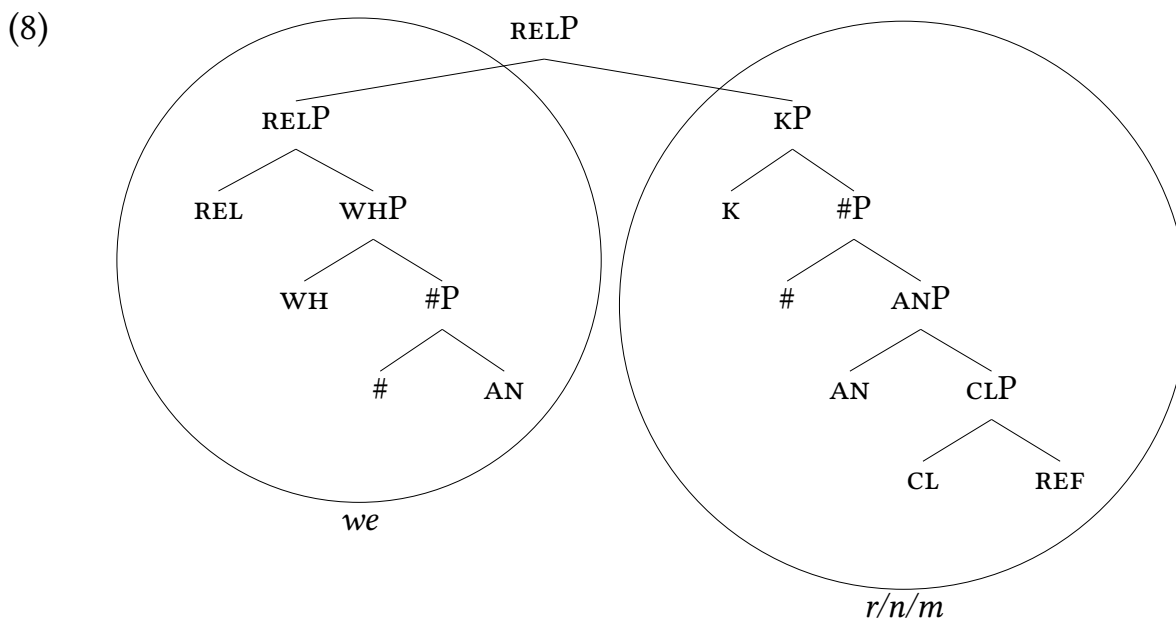 (8)
RELP
RELP KP
REL WHP K #P
WH #P # ANP
# AN AN CLP
CL REF
we
r/n/m